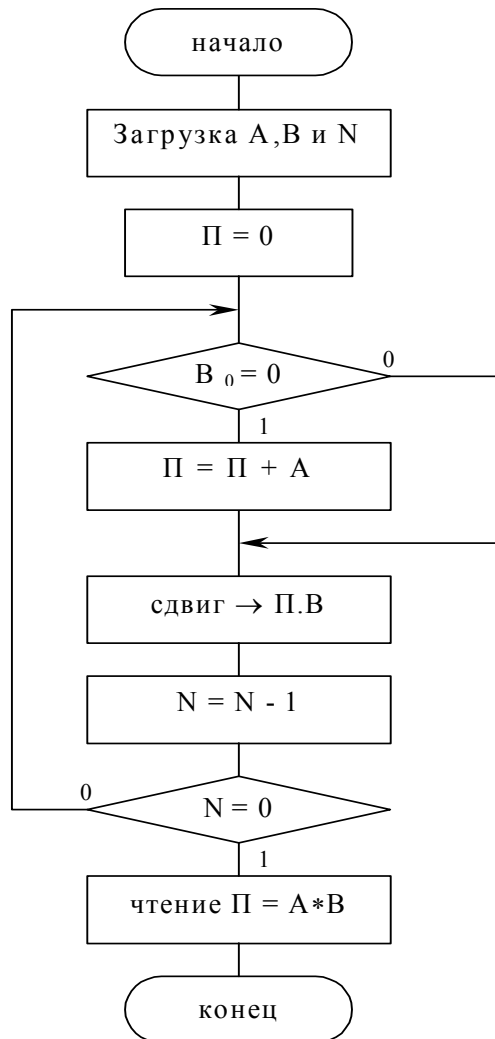 начало
Загрузка А,В и N
П = 0
В 0 = 0
0
1
П = П + А
сдвиг → П.В
N = N - 1
0
N = 0
1
чтение П = А*В
конец